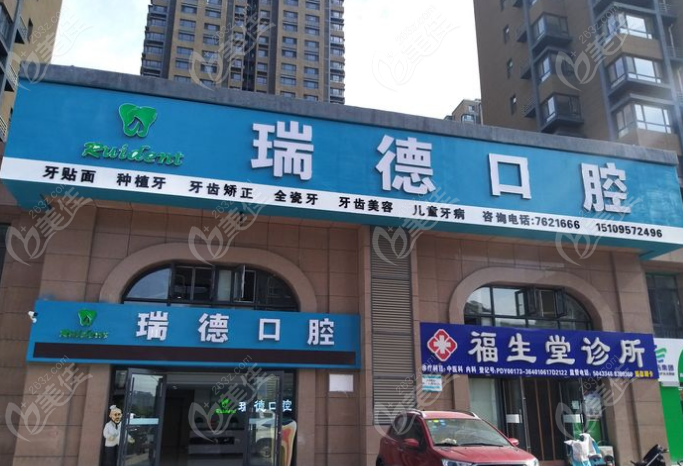 Ruident
瑞德口腔
牙贴面 种植牙 牙齿矫正 全瓷牙 牙齿美容 儿童牙病 咨询电话:7621666 15109572496
Ruident
瑞德口腔
福生堂诊所
瑞德口腔